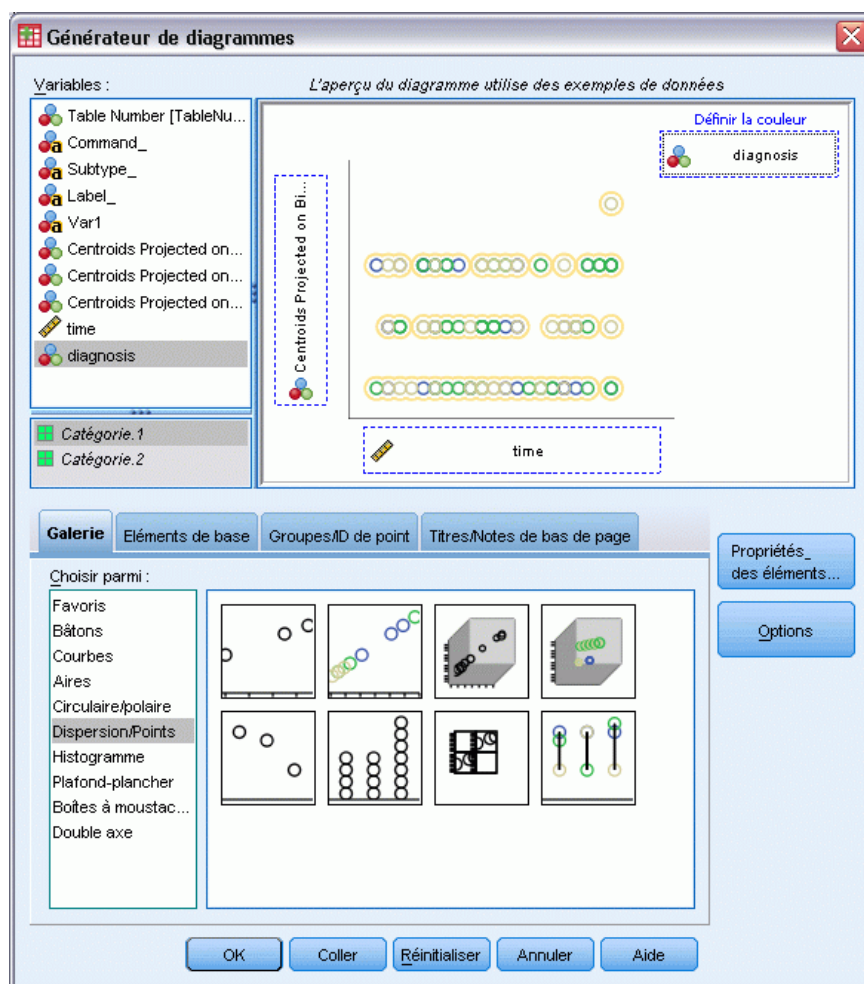 Générateur de diagrammes
Variables :
L'aperçu du diagramme utilise des exemples de données
Table Number [TableNu...
Command_
Subtype_
Label_
Var1
Centroids Projected on...
Centroids Projected on...
Centroids Projected on...
time
diagnosis
Catégorie.1
Catégorie.2
Définir la couleur
diagnosis
Centroids Projected on Bi...
time
Galerie
Eléments de base
Groupes/ID de point
Titres/Notes de bas de page
Choisir parmi :
Favoris
Bâtons
Courbes
Aires
Circulaire/polaire
Dispersion/Points
Histogramme
Plafond-plancher
Boîtes à moustac...
Double axe
Propriétés_
des éléments...
Options
OK
Coller
Réinitialiser
Annuler
Aide